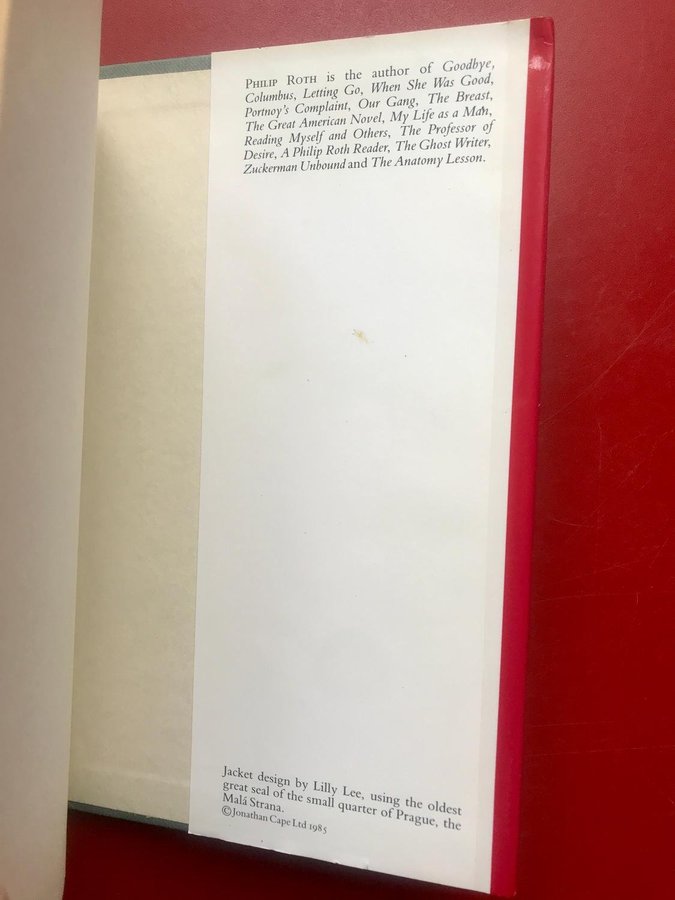 PHILIP ROTH is the author of Goodbye,
Columbus, Letting Go, When She Was Good,
Portnoy's Complaint, Our Gang, The Breast,
The Great American Novel, My Life as a Man,
Reading Myself and Others, The Professor of
Desire, A Philip Roth Reader, The Ghost Writer,
Zuckerman Unbound and The Anatomy Lesson.
Jacket design by Lilly Lee, using the oldest
great seal of the small quarter of Prague, the
Malá Strana.
©Jonathan Cape Ltd 1985